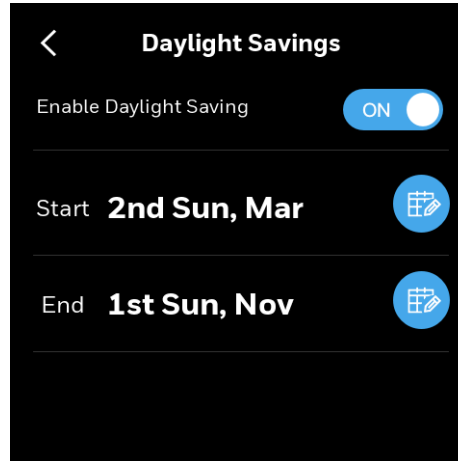 Daylight Savings
Enable Daylight Saving ON
Start 2nd Sun, Mar
End 1st Sun, Nov